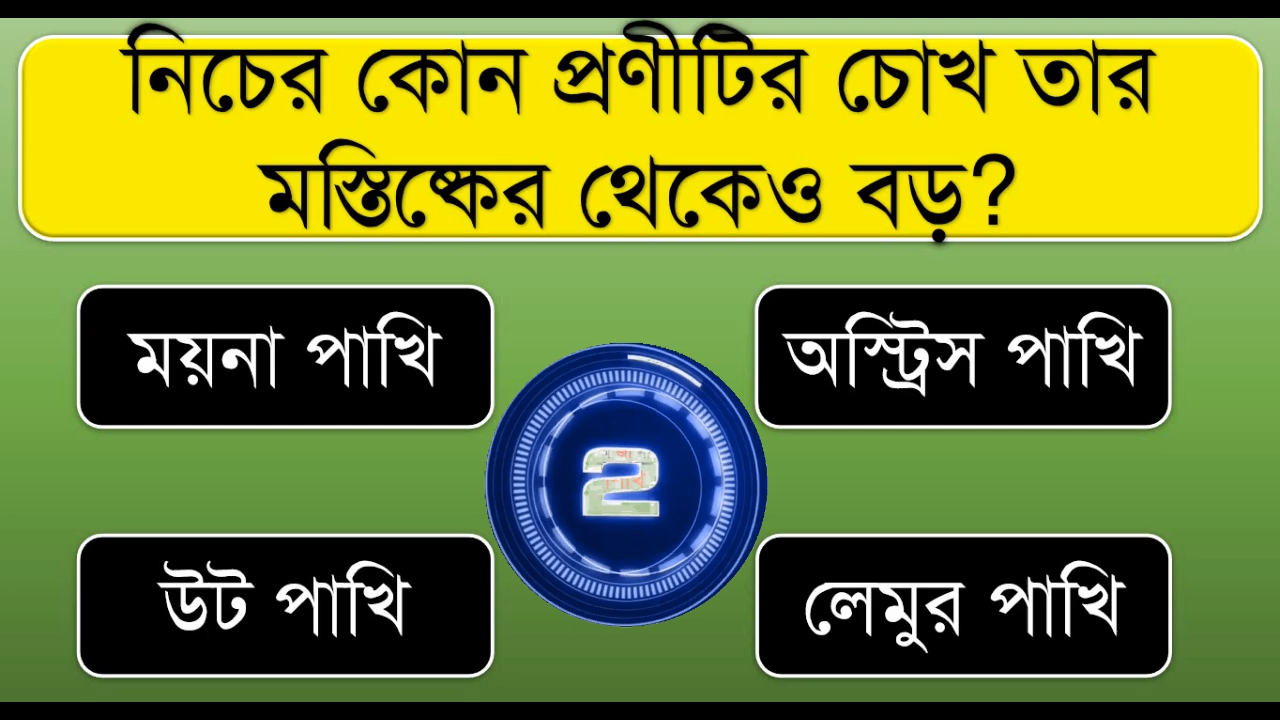 নিচের কোন প্রণীটির চোখ তার
মস্তিষ্কের থেকেও বড়?
ময়না পাখি
অস্ট্রিস পাখি
2
উট পাখি
লেমুর পাখি